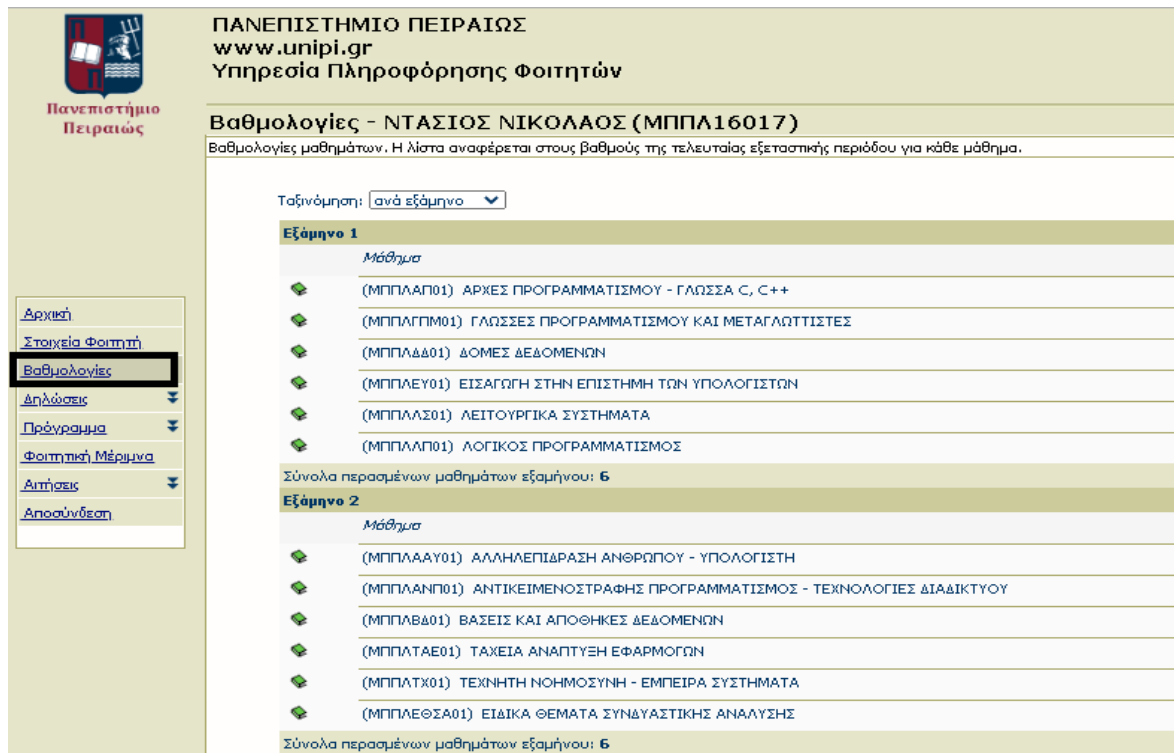 ΠΑΝΕΠΙΣΤΗΜΙΟ ΠΕΙΡΑΙΩΣ
www.unipi.gr
Υπηρεσία Πληροφόρησης Φοιτητών
Πανεπιστήμιο
Πειραιώς
Βαθμολογίες - ΝΤΑΣΙΟΣ ΝΙΚΟΛΑΟΣ (ΜΠΠΛ16017)
Βαθμολογίες μαθημάτων. Η λίστα αναφέρεται στους βαθμούς της τελευταίας εξεταστικής περιόδου για κάθε μάθημα.
Αρχική
Στοιχεία Φοιτητή
Βαθμολογίες
Δηλώσεις
Πρόγραμμα
Φοιτητική Μέριμνα
Αιτήσεις
Αποσύνδεση
Ταξινόμηση: ανά εξάμηνο
Εξάμηνο 1
Μάθημα
(ΜΠΠΛΑΠ01) ΑΡΧΕΣ ΠΡΟΓΡΑΜΜΑΤΙΣΜΟΥ - ΓΛΩΣΣΑ C, C++
(ΜΠΠΛΓΠΜ01) ΓΛΩΣΣΕΣ ΠΡΟΓΡΑΜΜΑΤΙΣΜΟΥ ΚΑΙ ΜΕΤΑΓΛΩΤΤΙΣΤΕΣ
(ΜΠΠΛΔΔ01) ΔΟΜΕΣ ΔΕΔΟΜΕΝΩΝ
(ΜΠΠΛΕΥ01) ΕΙΣΑΓΩΓΗ ΣΤΗΝ ΕΠΙΣΤΗΜΗ ΤΩΝ ΥΠΟΛΟΓΙΣΤΩΝ
(ΜΠΠΛΛΣ01) ΛΕΙΤΟΥΡΓΙΚΑ ΣΥΣΤΗΜΑΤΑ
(ΜΠΠΛΛΠ01) ΛΟΓΙΚΟΣ ΠΡΟΓΡΑΜΜΑΤΙΣΜΟΣ
Σύνολα περασμένων μαθημάτων εξαμήνου: 6
Εξάμηνο 2
Μάθημα
(ΜΠΠΛΑΑΥ01) ΑΛΛΗΛΕΠΙΔΡΑΣΗ ΑΝΘΡΩΠΟΥ - ΥΠΟΛΟΓΙΣΤΗ
(ΜΠΠΛΑΝΠ01) ΑΝΤΙΚΕΙΜΕΝΟΣΤΡΑΦΗΣ ΠΡΟΓΡΑΜΜΑΤΙΣΜΟΣ - ΤΕΧΝΟΛΟΓΙΕΣ ΔΙΑΔΙΚΤΥΟΥ
(ΜΠΠΛΒΔ01) ΒΑΣΕΙΣ ΚΑΙ ΑΠΟΘΗΚΕΣ ΔΕΔΟΜΕΝΩΝ
(ΜΠΠΛΤΑΕ01) ΤΑΧΕΙΑ ΑΝΑΠΤΥΞΗ ΕΦΑΡΜΟΓΩΝ
(ΜΠΠΛΤΧ01) ΤΕΧΝΗΤΗ ΝΟΗΜΟΣΥΝΗ - ΕΜΠΕΙΡΑ ΣΥΣΤΗΜΑΤΑ
(ΜΠΠΛΕΘΣΑ01) ΕΙΔΙΚΑ ΘΕΜΑΤΑ ΣΥΝΔΥΑΣΤΙΚΗΣ ΑΝΑΛΥΣΗΣ
Σύνολα περασμένων μαθημάτων εξαμήνου: 6